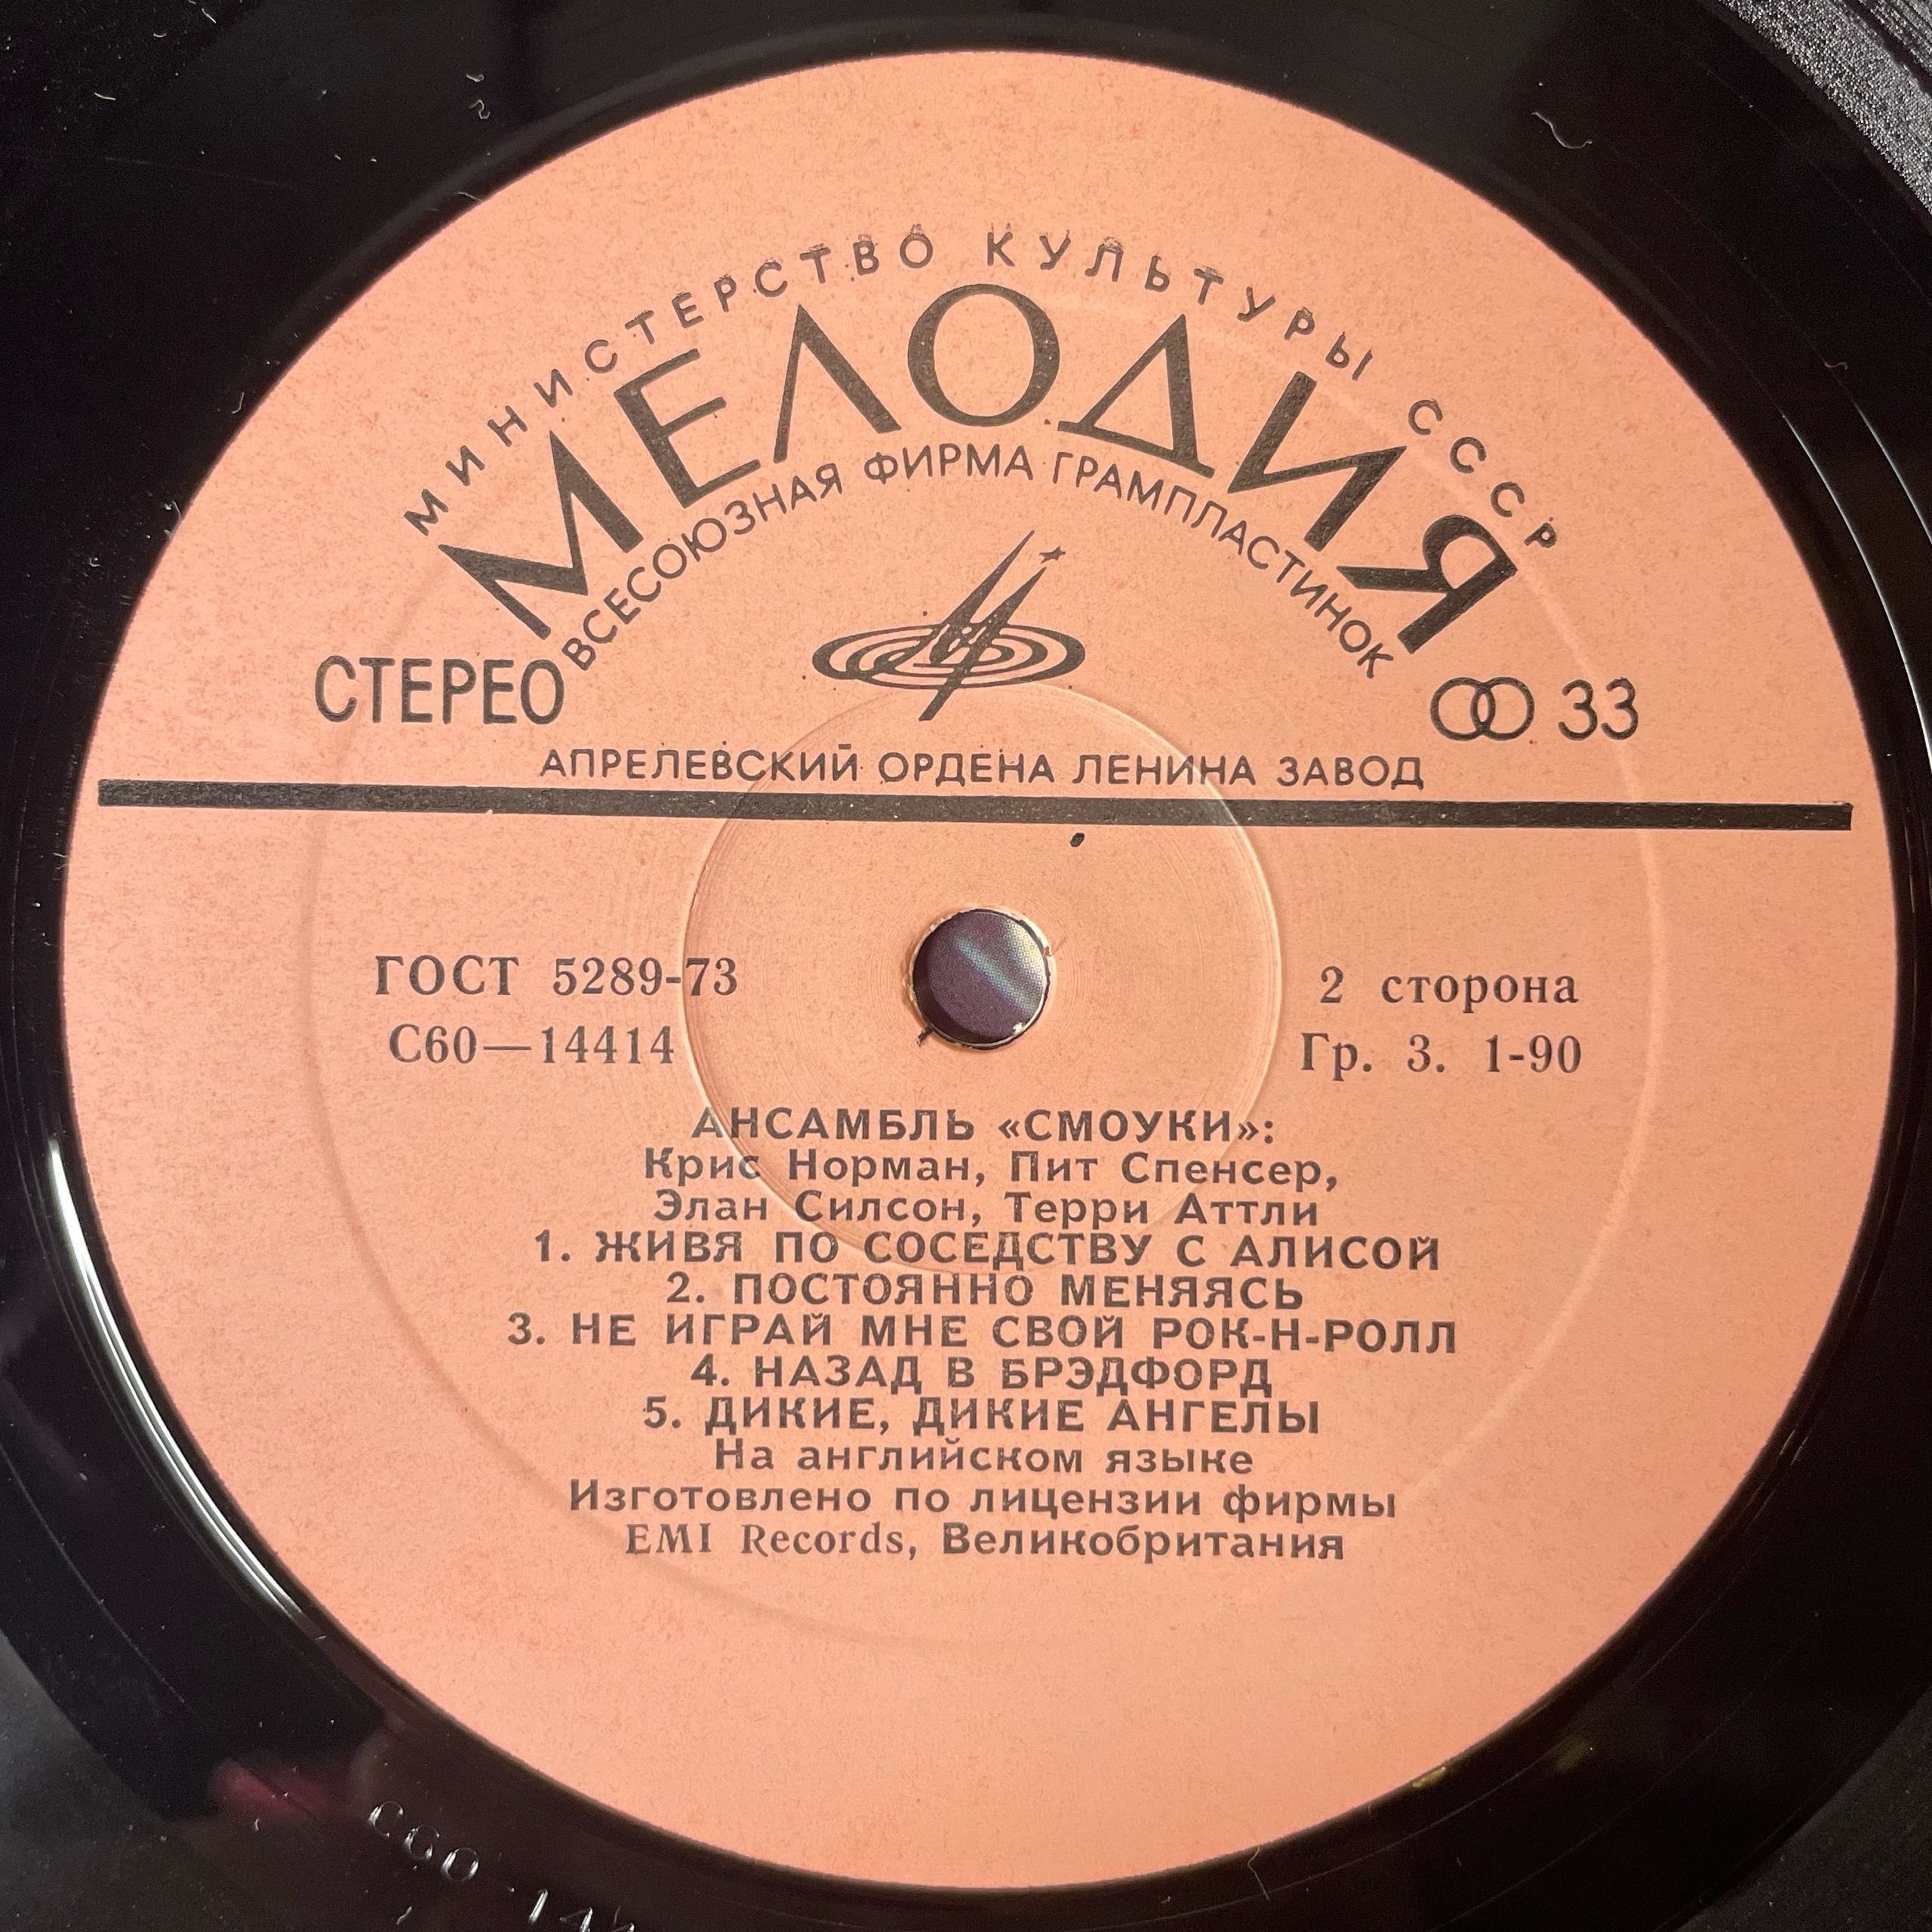 МИНИСТЕРСТВО КУЛЬТУРЫ СССР
МЕЛОДИЯ
ВСЕСОЮЗНАЯ ФИРМА ГРАМПЛАСТИНОК
СТЕРЕО
33
АПРЕЛЕВСКИЙ ОРДЕНА ЛЕНИНА ЗАВОД
ГОСТ 5289-73
2 сторона
С60—14414
Гр. 3. 1-90
АНСАМБЛЬ «СМОУКИ»:
Крис Норман, Пит Спенсер,
Элан Силсон, Терри Аттли
1. ЖИВЯ ПО СОСЕДСТВУ С АЛИСОЙ
2. ПОСТОЯННО МЕНЯЯСЬ
3. НЕ ИГРАЙ МНЕ СВОЙ РОК-Н-РОЛЛ
4. НАЗАД В БРЭДФОРД
5. ДИКИЕ, ДИКИЕ АНГЕЛЫ
На английском языке
Изготовлено по лицензии фирмы
EMI Records, Великобритания
С60